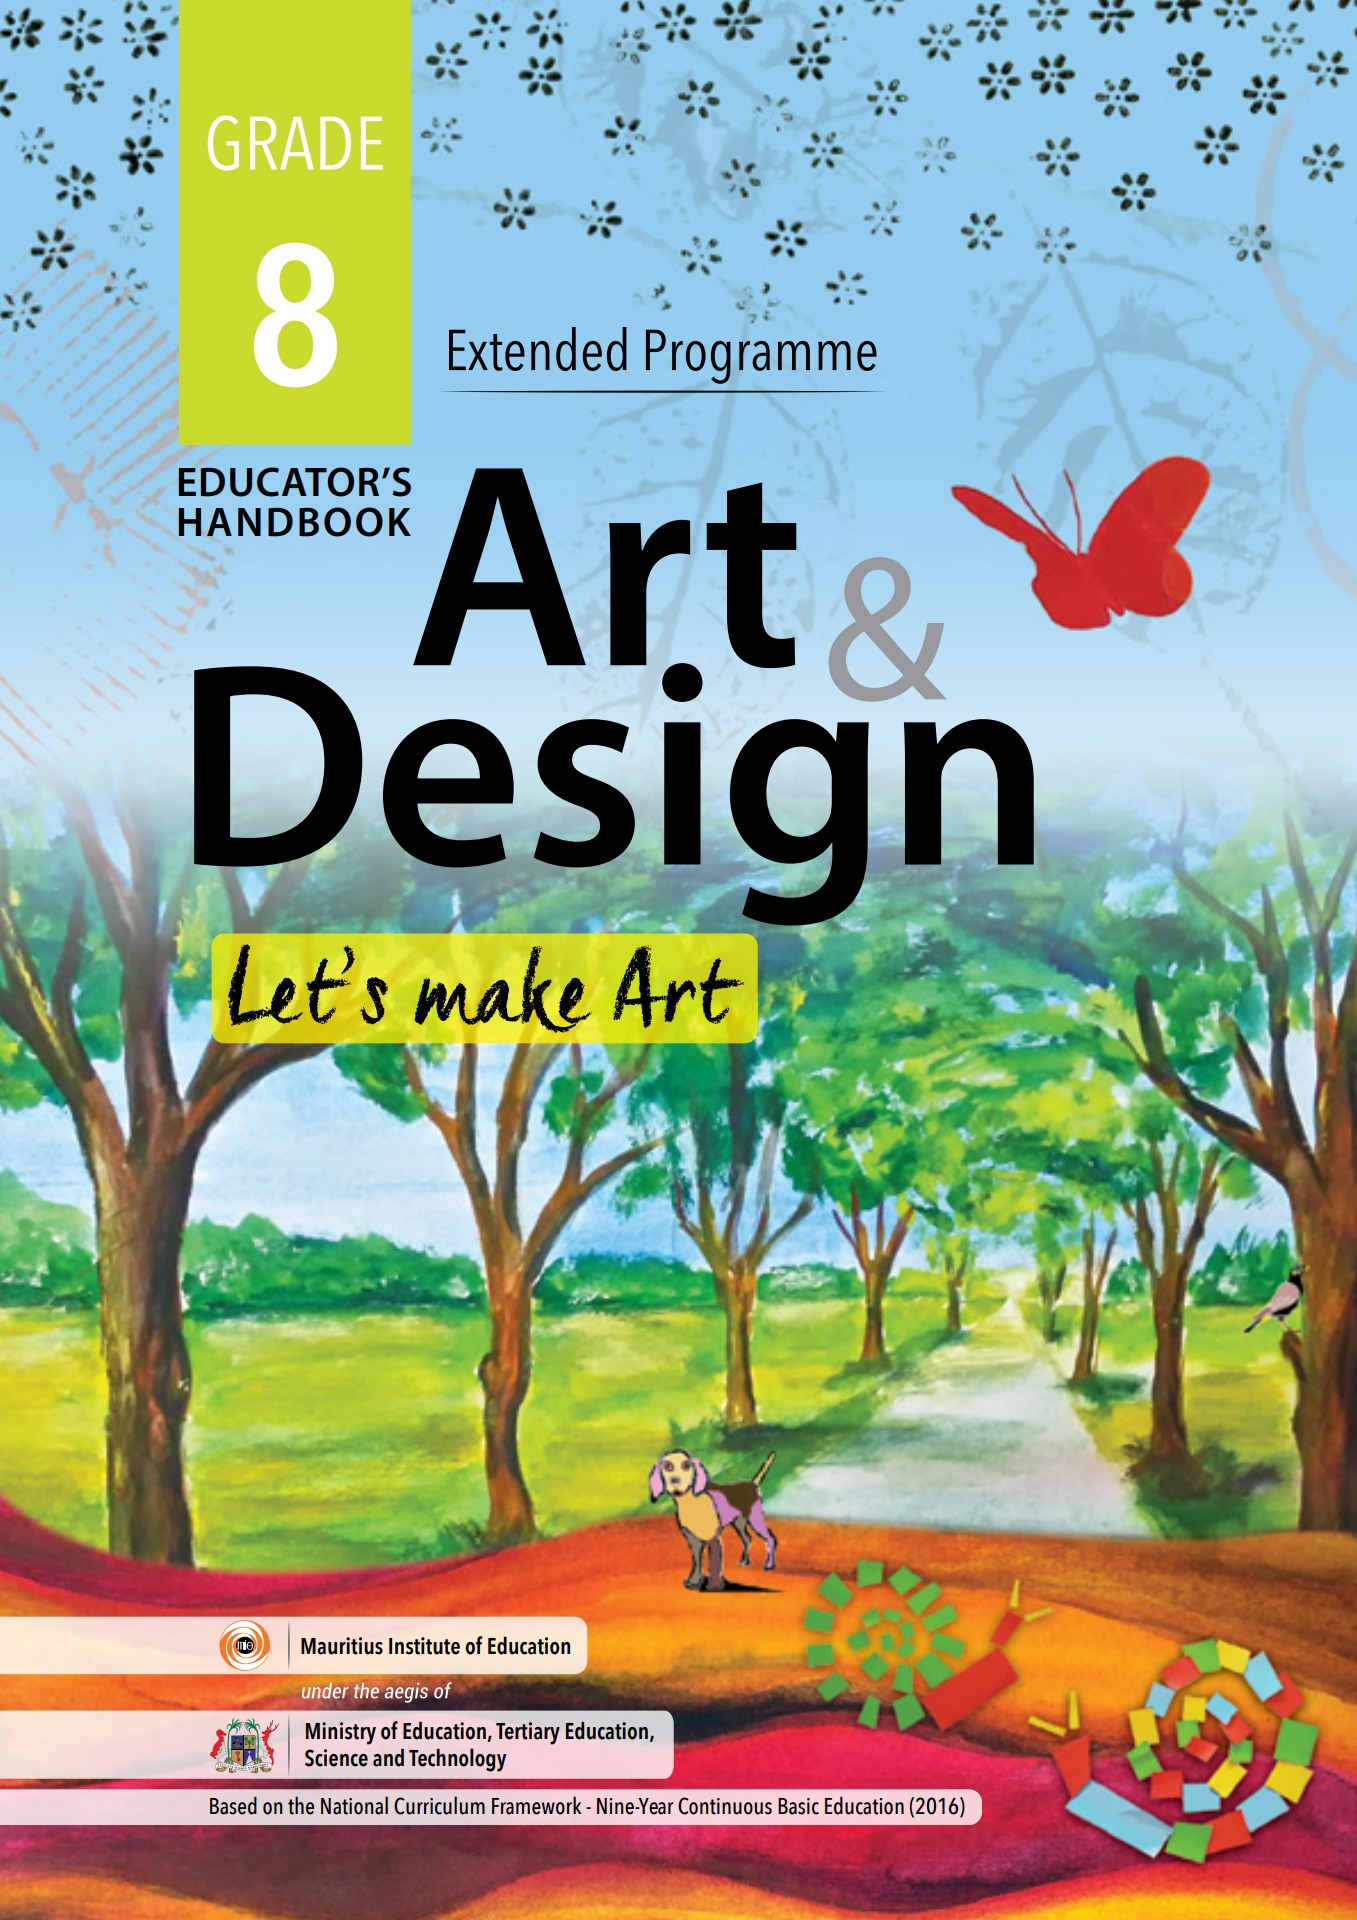 GRADE
8
Extended Programme
EDUCATOR'S
HANDBOOK
Art &
Design
Let's make Art
mie
Mauritius Institute of Education
under the aegis of
Ministry of Education, Tertiary Education,
Science and Technology
Based on the National Curriculum Framework - Nine-Year Continuous Basic Education (2016)